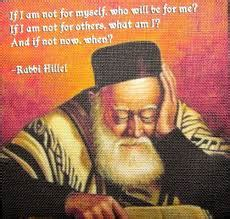 If I am not for myself, who will be for me?
If I am not for others, what am I?
And if not now, when?
~Rabbi Hillel